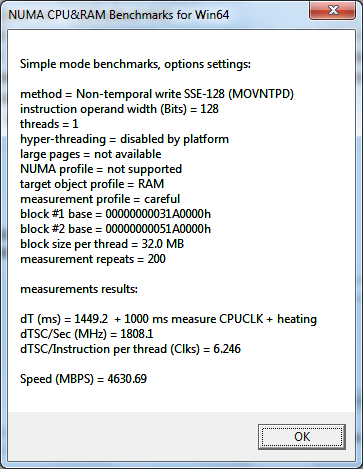 NUMA CPU&RAM Benchmarks for Win64
Simple mode benchmarks, options settings:
method = Non-temporal write SSE-128 (MOVNTPD)
instruction operand width (Bits) = 128
threads = 1
hyper-threading = disabled by platform
large pages = not available
NUMA profile = not supported
target object profile = RAM
measurement profile = careful
block #1 base = 00000000031A0000h
block #2 base = 00000000051A0000h
block size per thread = 32.0 MB
measurement repeats = 200
measurements results:
dT (ms) = 1449.2  + 1000 ms measure CPUCLK + heating
dTSC/Sec (MHz) = 1808.1
dTSC/Instruction per thread (Clks) = 6.246
Speed (MBPS) = 4630.69
OK